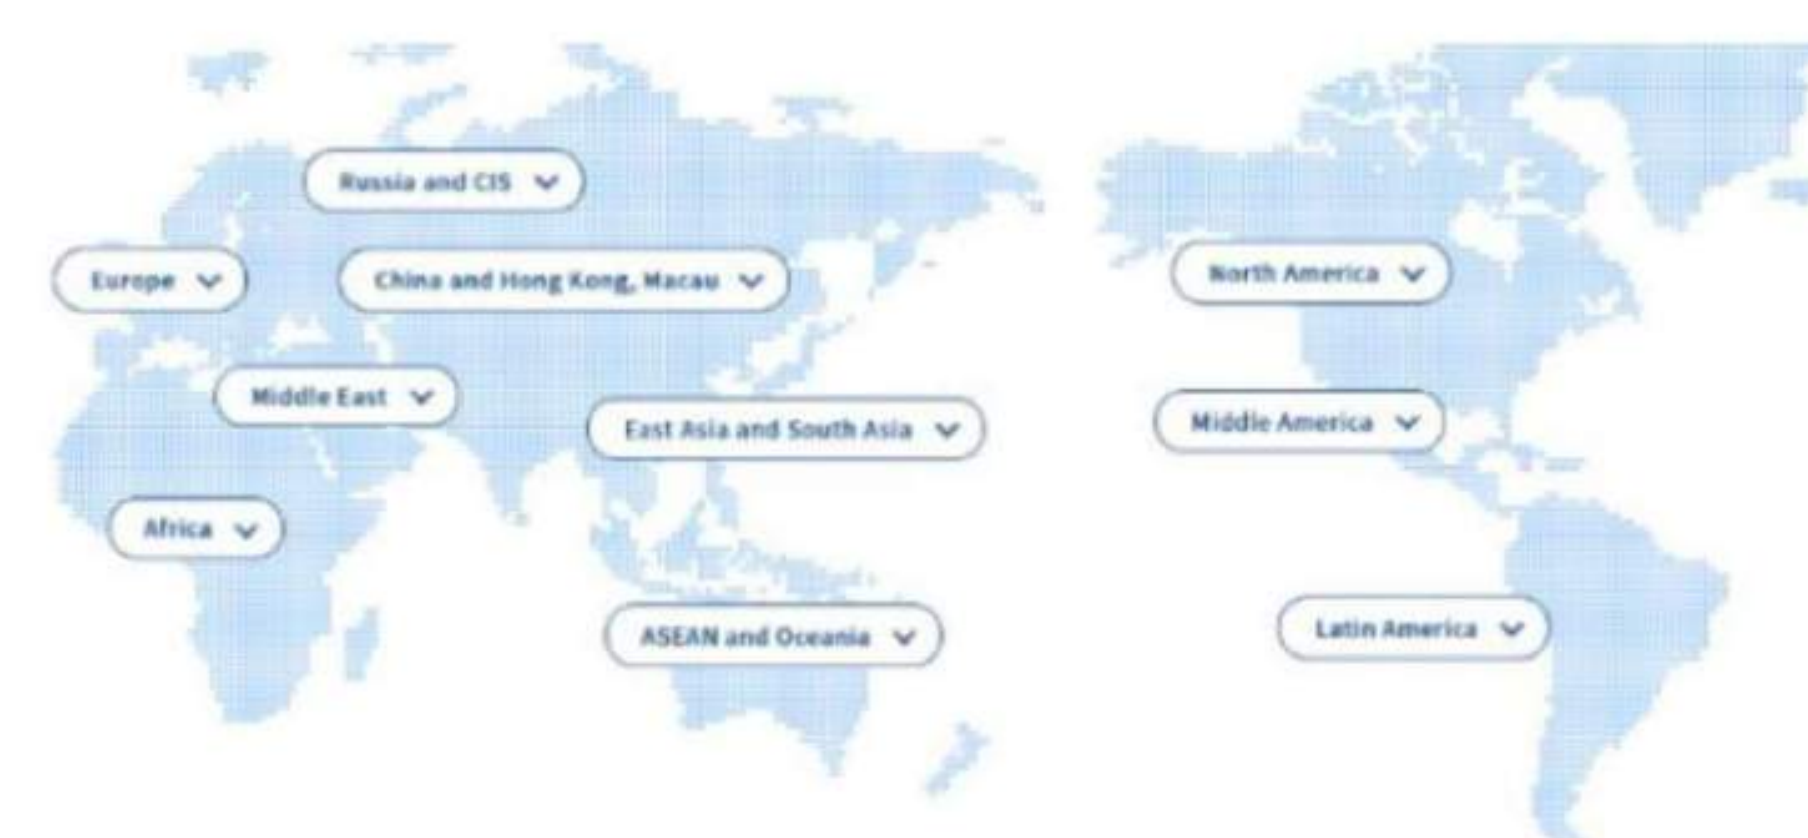 Russia and CIS
Europe
China and Hong Kong, Macau
North America
Middle East
Middle America
East Asia and South Asia
Africa
Latin America
ASEAN and Oceania